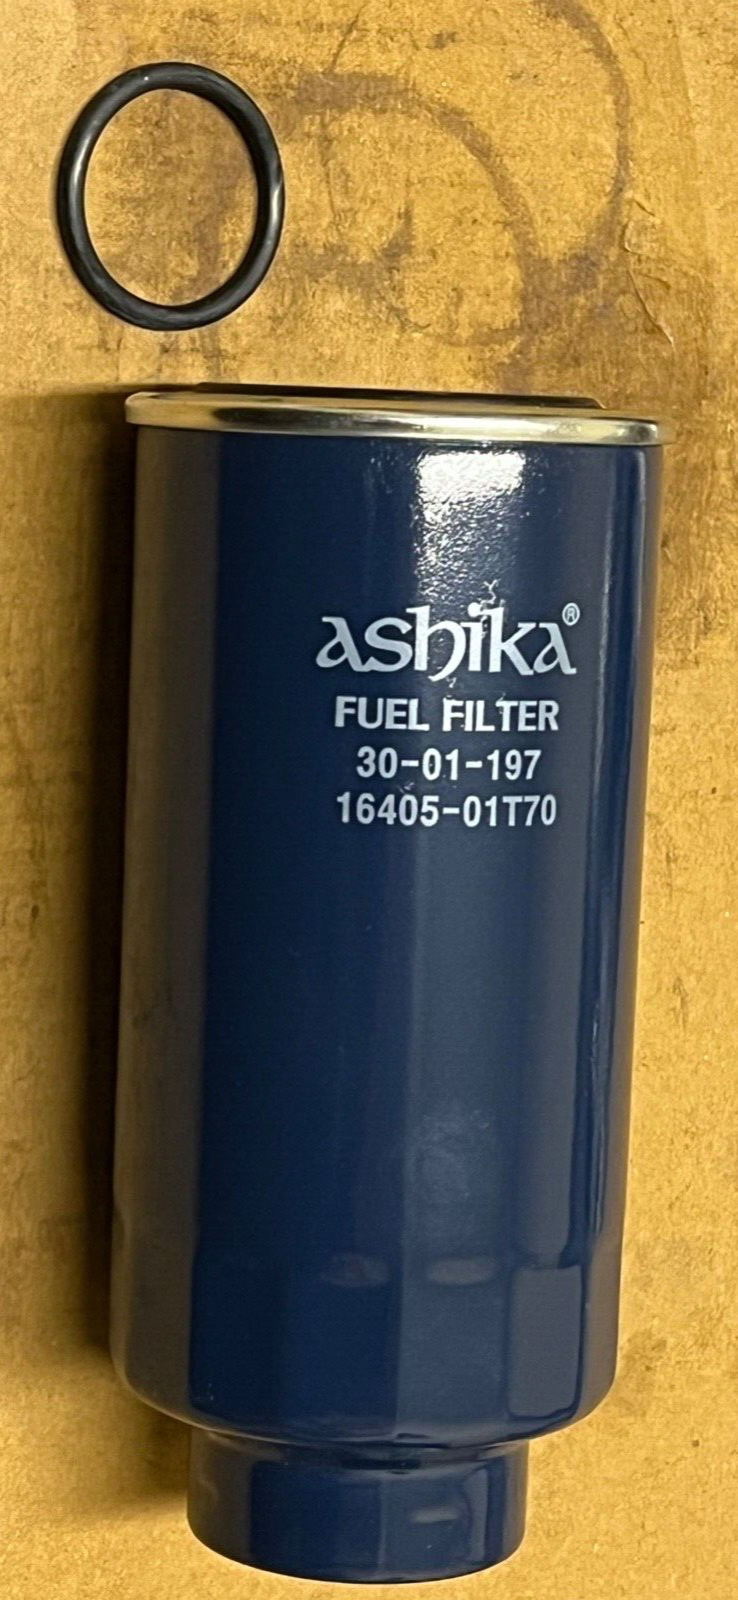 ashika®
FUEL FILTER
30-01-197
16405-01T70